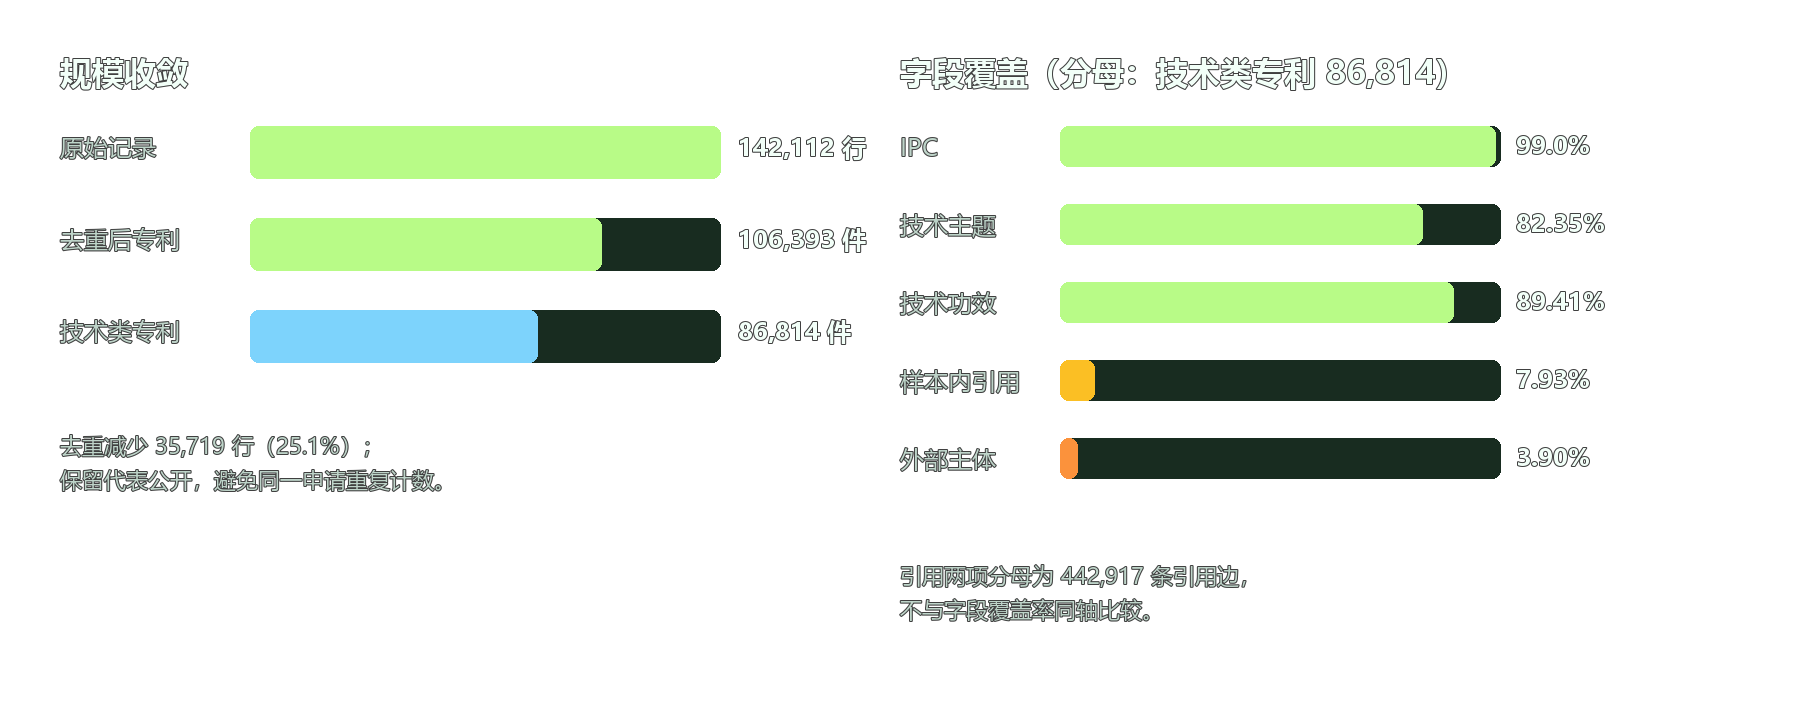 规模收敛
原始记录
142,112 行
去重后专利
106,393 件
技术类专利
86,814 件
去重减少 35,719 行（25.1%）；
保留代表公开，避免同一申请重复计数。
字段覆盖（分母：技术类专利 86,814）
IPC
99.0%
技术主题
82.35%
技术功效
89.41%
样本内引用
7.93%
外部主体
3.90%
引用两项分母为 442,917 条引用边，
不与字段覆盖率同轴比较。